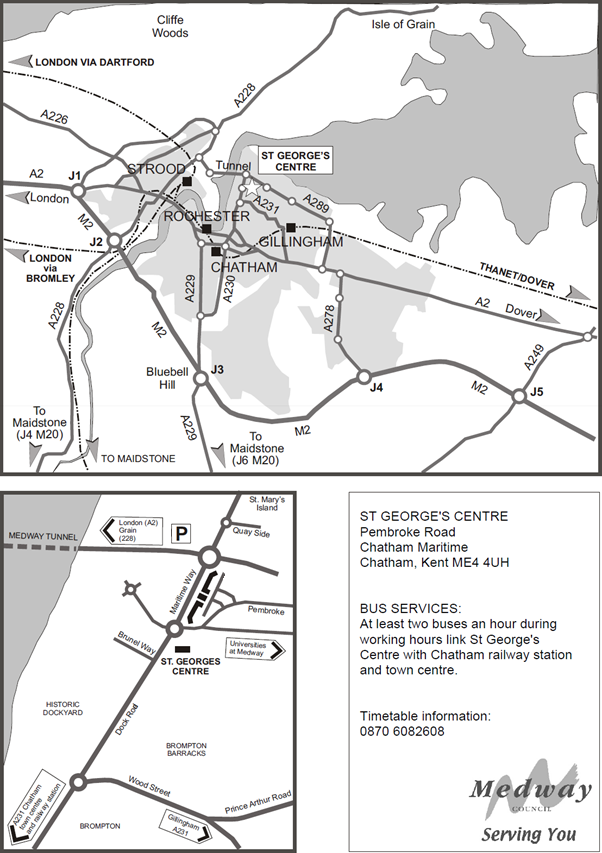 Cliffe
Woods
Isle of Grain
LONDON VIA DARTFORD
A228
A226
STROOD
Tunnel
ST GEORGE'S
CENTRE
J1
A2
London
A231
A289
ROCHESTER
M2
GILLINGHAM
J2
CHATHAM
LONDON
via
BROMLEY
THANET/DOVER
A229
A230
A2
Dover
A228
M2
A278
A249
Bluebell
Hill
J3
J4
M2
J5
A229
M2
To
Maidstone
(J4 M20)
TO MAIDSTONE
To
Maidstone
(J6 M20)
St. Mary's
Island
London (A2)
Grain
(228)
P
Quay Side
MEDWAY TUNNEL
Maritime Way
Pembroke
Brunel Way
Universities
at Medway
ST. GEORGES
CENTRE
HISTORIC
DOCKYARD
Dock Rod
BROMPTON
BARRACKS
Wood Street
Prince Arthur Road
A231 Chatham
town centre
and railway station
BROMPTON
Gillingham
A231
ST GEORGE'S CENTRE
Pembroke Road
Chatham Maritime
Chatham, Kent ME4 4UH
BUS SERVICES:
At least two buses an hour during
working hours link St George's
Centre with Chatham railway station
and town centre.
Timetable information:
0870 6082608
Medway
COUNCIL
Serving You